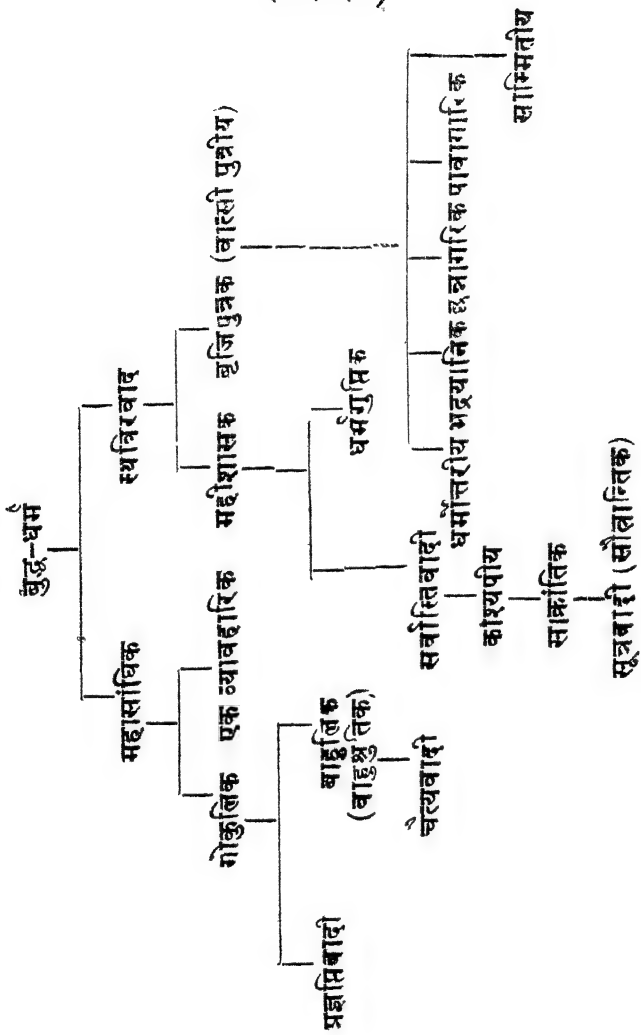 बुद्ध-धर्म
महासांघिक स्थविरवाद
गोकुलिक एक व्यावहारिक महीशासक वृजिपुत्रक (वात्सी पुत्रीय)
प्रज्ञप्तिवादी बाहुलिक
(बाहुश्रुतिक)
चैत्यवादी
सर्वास्तिवादी धर्मगुप्तिक
काश्यपीय
सांक्रांतिक
सूत्रवादी (सौत्रान्तिक)
धर्मोत्तरीय भद्रयानिक छन्नागरिक पाषागारिक साम्मितीय